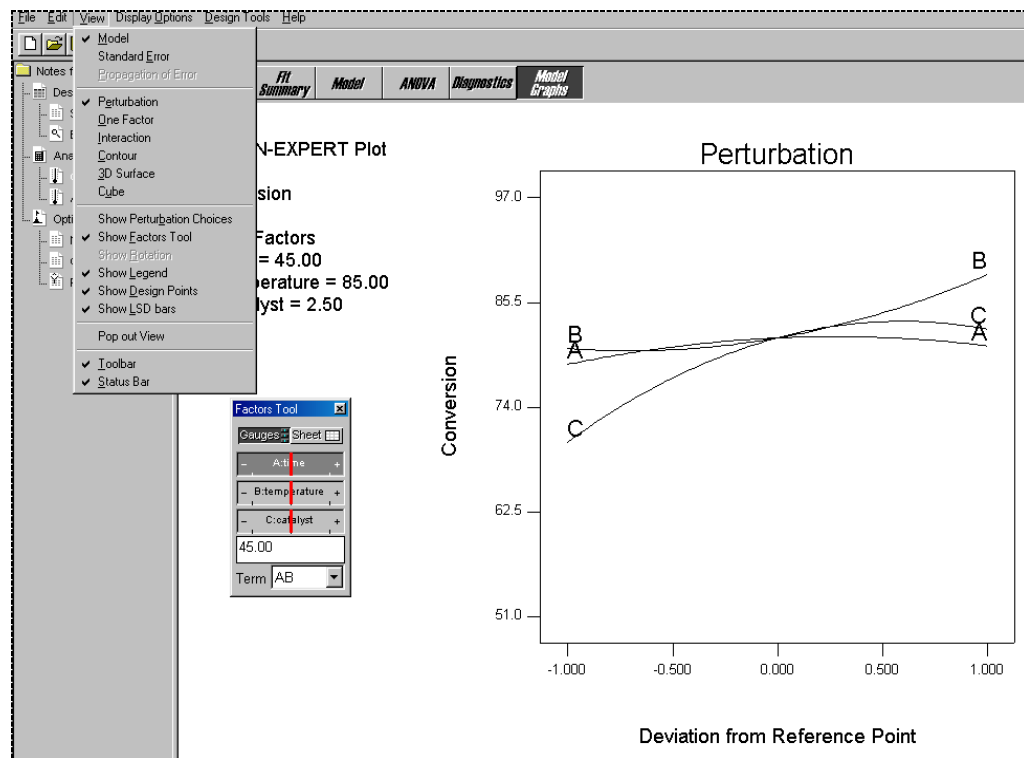 File Edit View Display Options Design Tools Help
Model
Standard Error
Propagation of Error
Perturbation
One Factor
Interaction
Contour
3D Surface
Cube
Show Perturbation Choices
Show Factors Tool
Show Rotation
Show Legend
Show Design Points
Show LSD bars
Pop out View
Toolbar
Status Bar
Notes f
Des
Ana
Opti
Fit Summary
Model
ANOVA
Diagnostics
Model Graphs
N-EXPERT Plot
sion
Factors
= 45.00
perature = 85.00
lyst = 2.50
Factors Tool
Gauges Sheet
- A:time +
- B:temperature +
- C:catalyst +
45.00
Term AB
Perturbation
Conversion
97.0
85.5
74.0
62.5
51.0
B
A
C
B
C
A
-1.000 -0.500 0.000 0.500 1.000
Deviation from Reference Point